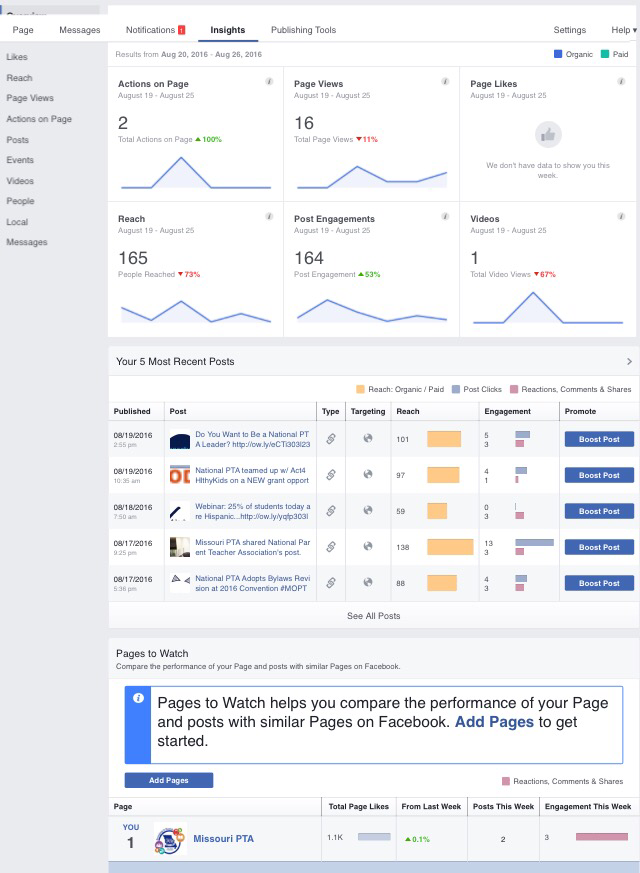 Page Messages Notifications Insights Publishing Tools Settings Help
Likes
Reach
Page Views
Actions on Page
Posts
Events
Videos
People
Local
Messages
Results from Aug 20, 2016 - Aug 26, 2016
Organic Paid
Actions on Page
August 19 - August 25
2
Total Actions on Page 100%
Page Views
August 19 - August 25
16
Total Page Views 11%
Page Likes
August 19 - August 25
We don't have data to show you this
week.
Reach
August 19 - August 25
165
People Reached 73%
Post Engagements
August 19 - August 25
164
Post Engagement 53%
Videos
August 19 - August 25
1
Total Video Views 67%
Your 5 Most Recent Posts
Reach: Organic / Paid Post Clicks Reactions, Comments & Shares
Published Post Type Targeting Reach Engagement Promote
08/19/2016
2:55 pm
Do You Want to Be a National PT
A Leader? http://ow.ly/eCTi303l23
101
5
3
Boost Post
08/19/2016
10:35 am
National PTA teamed up w/ Act4
HlthyKids on a NEW grant opport
97
4
1
Boost Post
08/18/2016
7:50 am
Webinar: 25% of students today a
re Hispanic...http://ow.ly/yqfp303l
59
0
3
Boost Post
08/17/2016
9:25 pm
Missouri PTA shared National Par
ent Teacher Association's post.
138
13
3
Boost Post
08/17/2016
5:36 pm
National PTA Adopts Bylaws Revi
sion at 2016 Convention #MOPT
88
4
3
Boost Post
See All Posts
Pages to Watch
Compare the performance of your Page and posts with similar Pages on Facebook.
Pages to Watch helps you compare the performance of your Page
and posts with similar Pages on Facebook. Add Pages to get
started.
Add Pages
Reactions, Comments & Shares
Page Total Page Likes From Last Week Posts This Week Engagement This Week
YOU
1
Missouri PTA 1.1K 0.1% 2 3